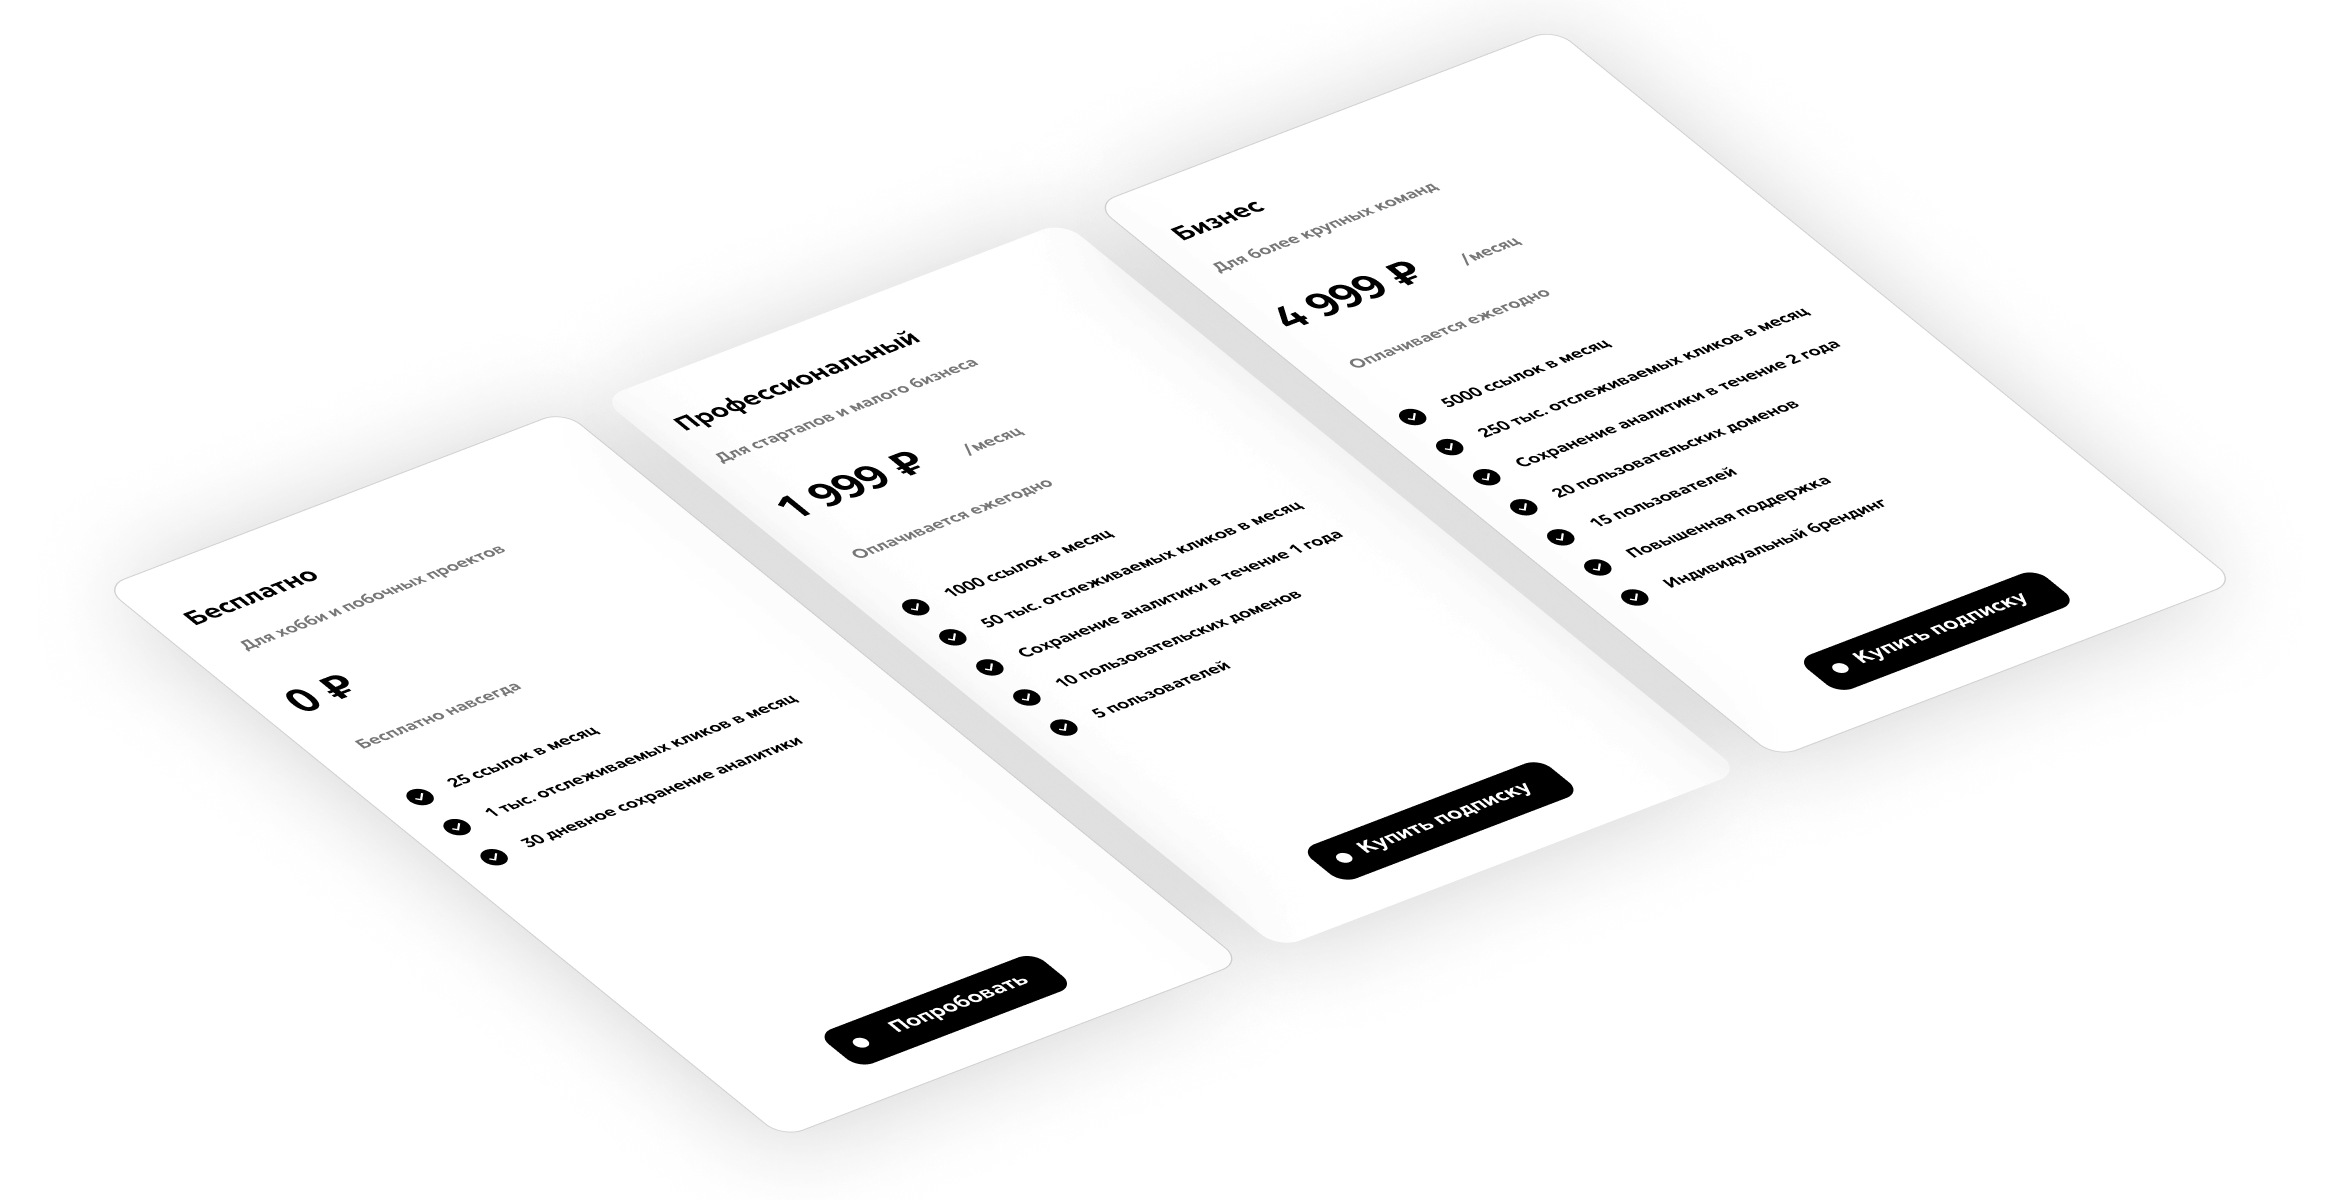 Бесплатно
Для хобби и побочных проектов
0 ₽
Бесплатно навсегда
25 ссылок в месяц
1 тыс. отслеживаемых кликов в месяц
30 дневное сохранение аналитики
Попробовать
Профессиональный
Для стартапов и малого бизнеса
1 999 ₽ /месяц
Оплачивается ежегодно
1000 ссылок в месяц
50 тыс. отслеживаемых кликов в месяц
Сохранение аналитики в течение 1 года
10 пользовательских доменов
5 пользователей
Купить подписку
Бизнес
Для более крупных команд
4 999 ₽ /месяц
Оплачивается ежегодно
5000 ссылок в месяц
250 тыс. отслеживаемых кликов в месяц
Сохранение аналитики в течение 2 года
20 пользовательских доменов
15 пользователей
Повышенная поддержка
Индивидуальный брендинг
Купить подписку